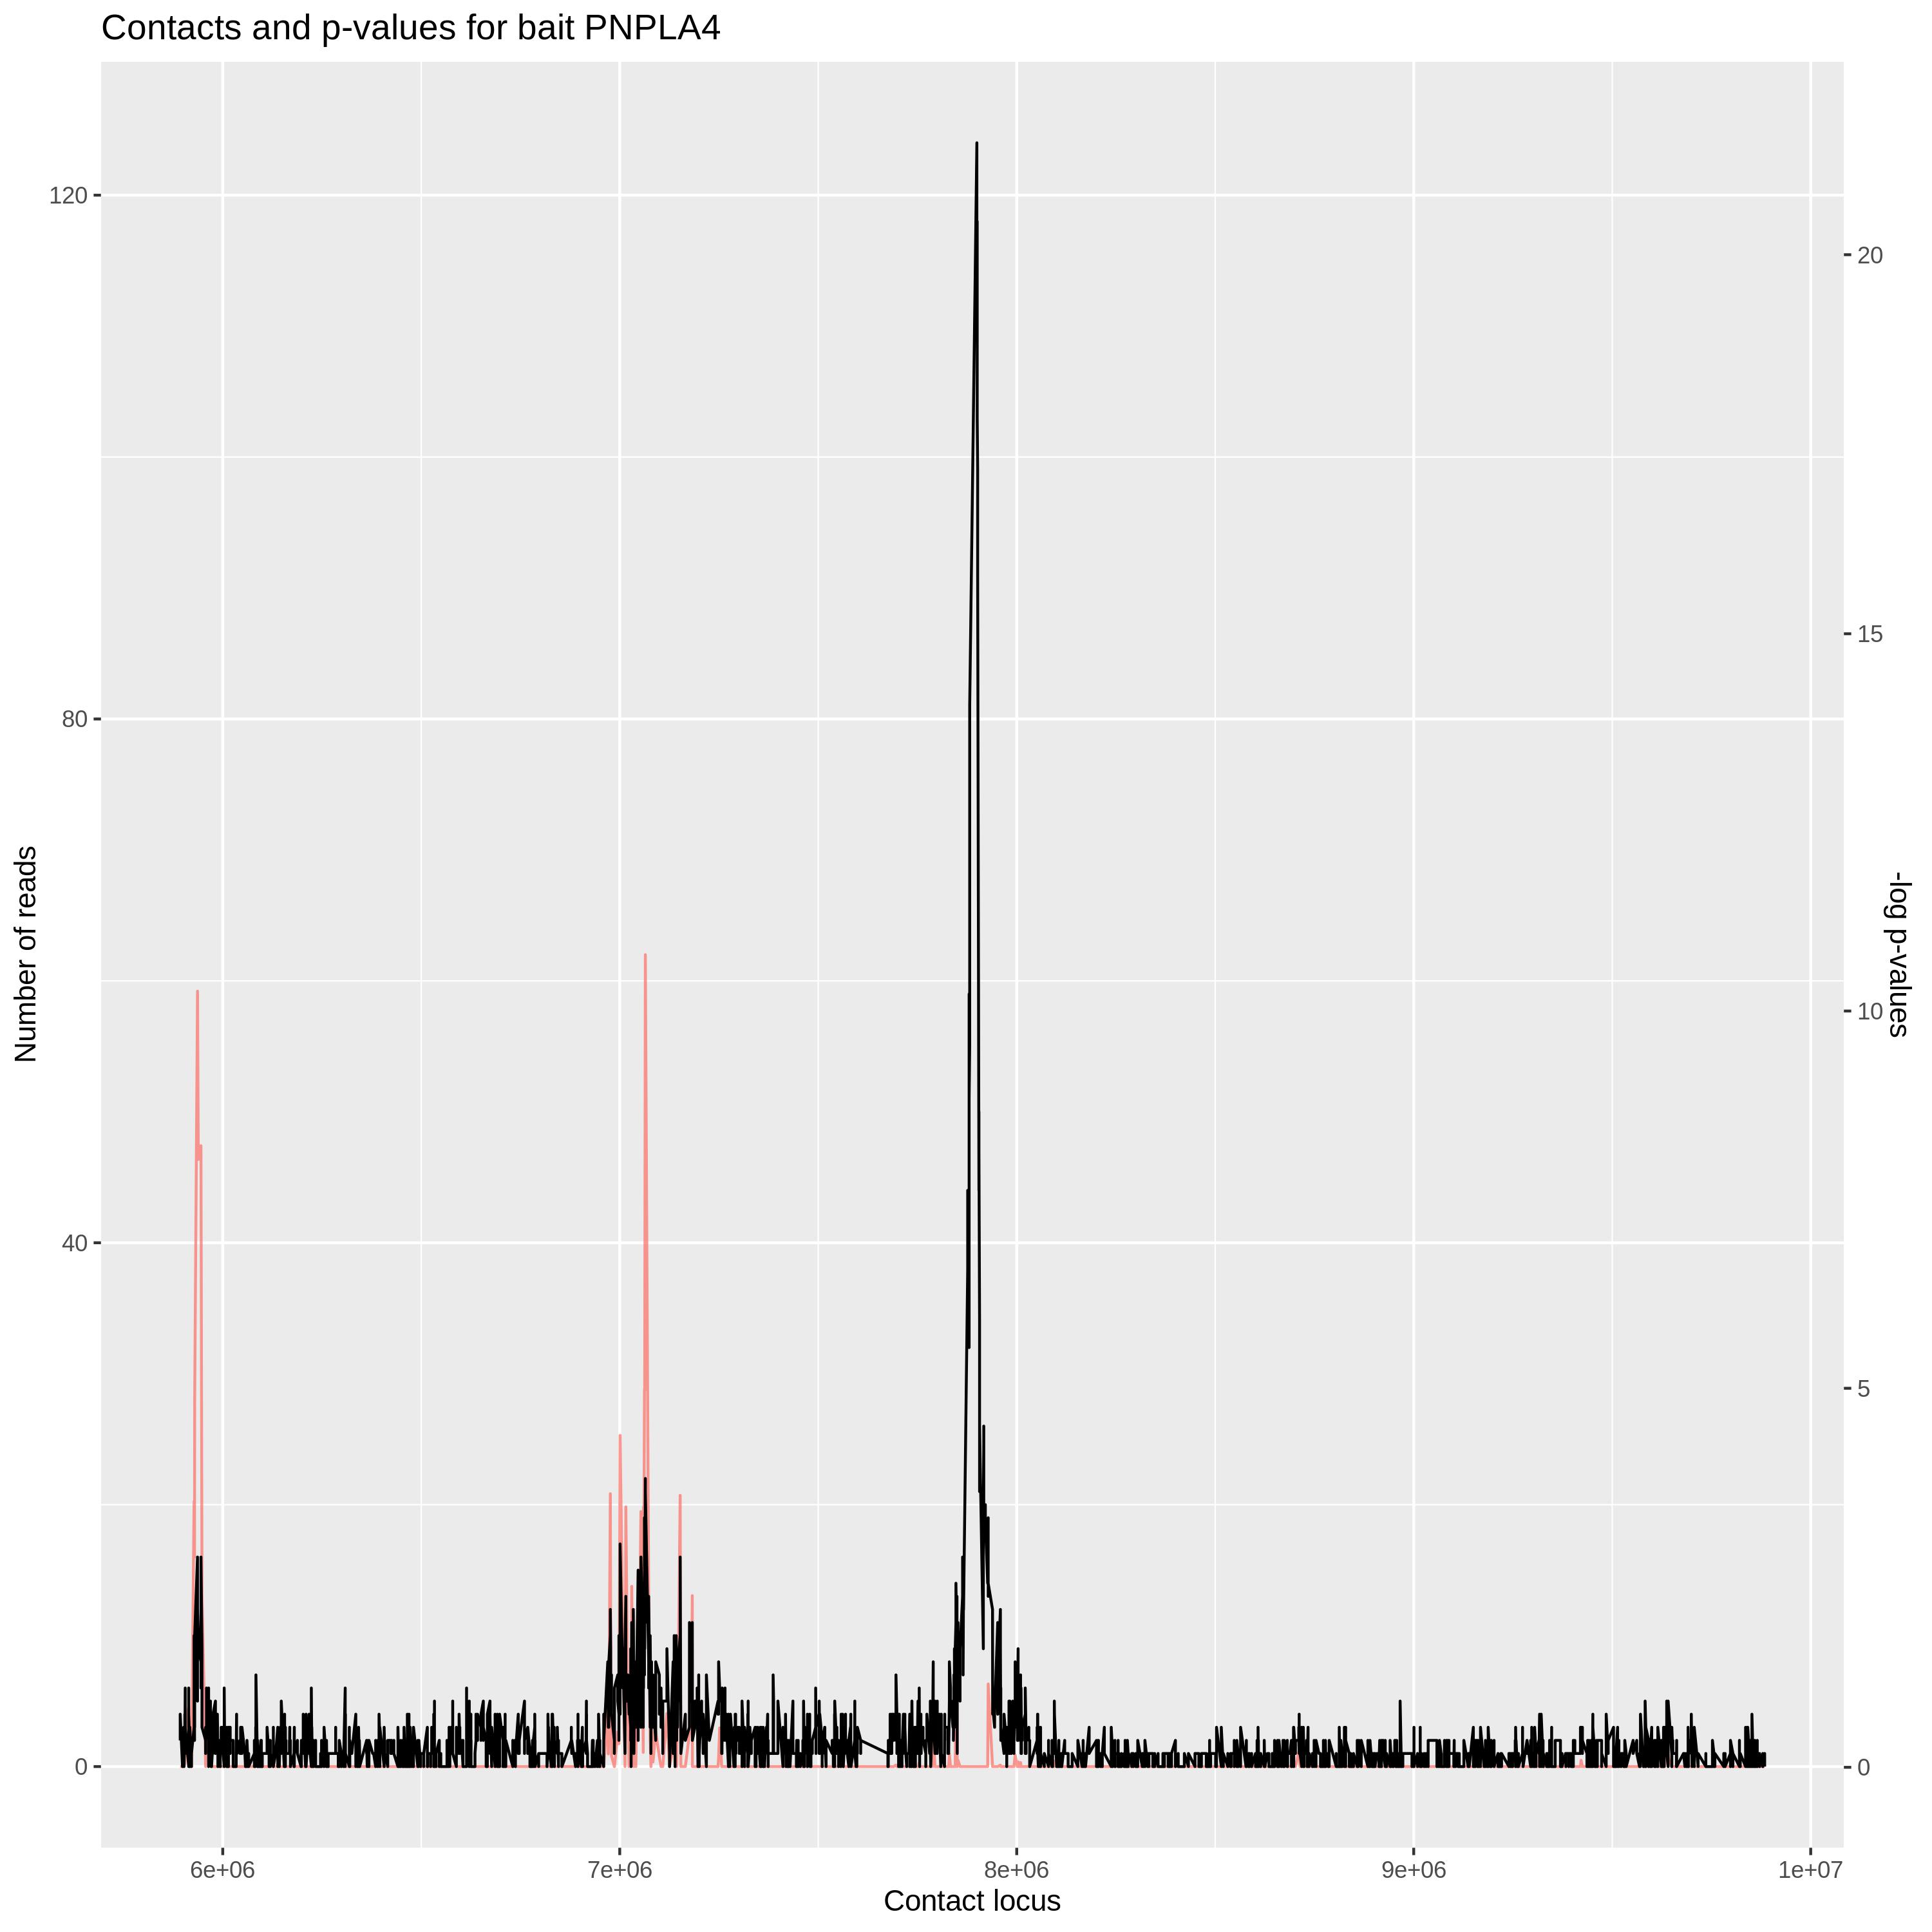 Contacts and p-values for bait PNPLA4
120
80
40
0
Number of reads
20
15
10
5
0
-log p-values
6e+06
7e+06
8e+06
9e+06
1e+07
Contact locus